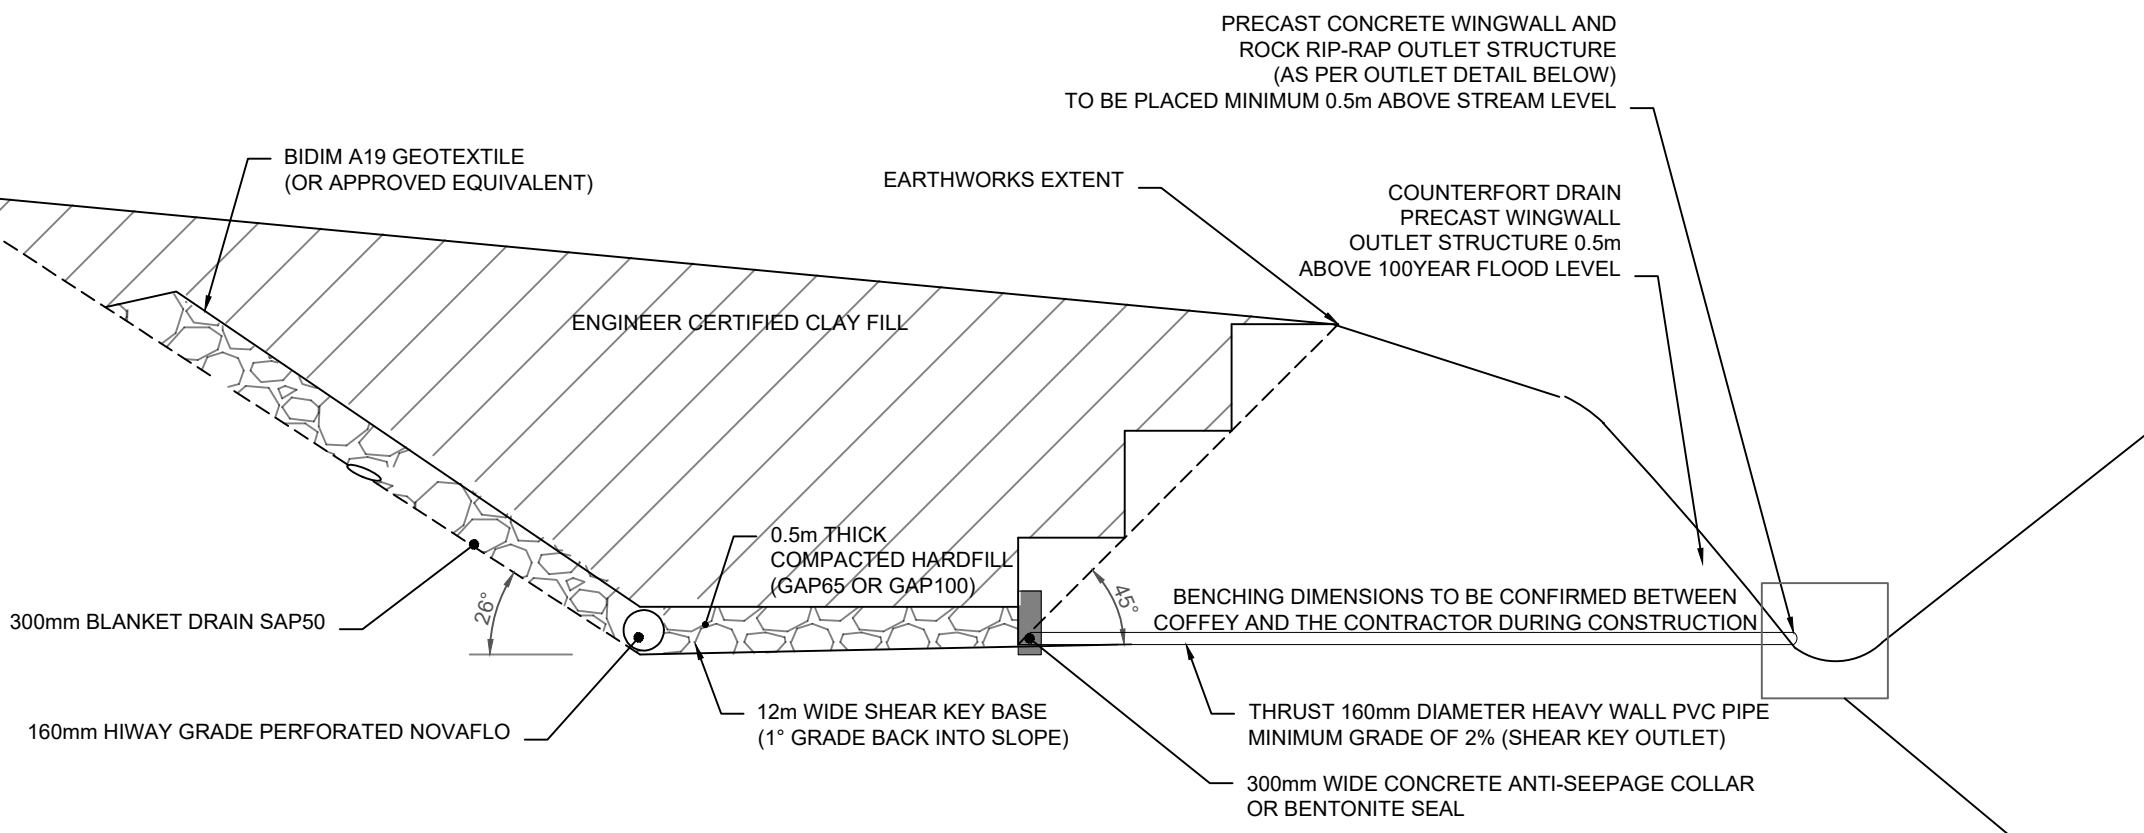 PRECAST CONCRETE WINGWALL AND
ROCK RIP-RAP OUTLET STRUCTURE
(AS PER OUTLET DETAIL BELOW)
TO BE PLACED MINIMUM 0.5m ABOVE STREAM LEVEL
BIDIM A19 GEOTEXTILE
(OR APPROVED EQUIVALENT)
EARTHWORKS EXTENT
COUNTERFORT DRAIN
PRECAST WINGWALL
OUTLET STRUCTURE 0.5m
ABOVE 100YEAR FLOOD LEVEL
ENGINEER CERTIFIED CLAY FILL
0.5m THICK
COMPACTED HARDFILL
(GAP65 OR GAP100)
26°
45°
BENCHING DIMENSIONS TO BE CONFIRMED BETWEEN
COFFEY AND THE CONTRACTOR DURING CONSTRUCTION
300mm BLANKET DRAIN SAP50
160mm HIWAY GRADE PERFORATED NOVAFLO
12m WIDE SHEAR KEY BASE
(1° GRADE BACK INTO SLOPE)
THRUST 160mm DIAMETER HEAVY WALL PVC PIPE
MINIMUM GRADE OF 2% (SHEAR KEY OUTLET)
300mm WIDE CONCRETE ANTI-SEEPAGE COLLAR
OR BENTONITE SEAL